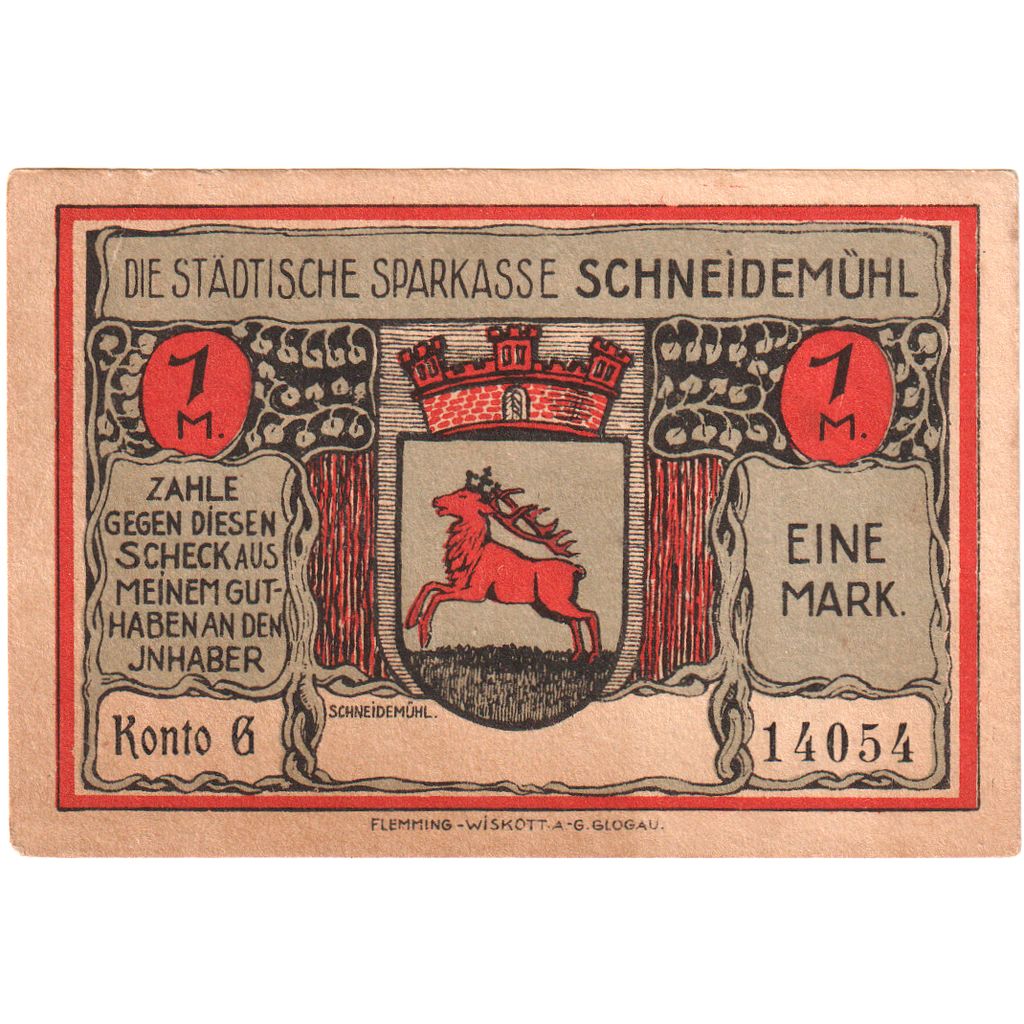 DIE STÄDTISCHE SPARKASSE SCHNEIDEMÜHL
1 M.
1 M.
ZAHLE
GEGEN DIESEN
SCHECK AUS
MEINEM GUT-
HABEN AN DEN
JNHABER
EINE
MARK.
Konto G
SCHNEIDEMÜHL.
14054
FLEMMING-WISKOTT A-G. GLOGAU.